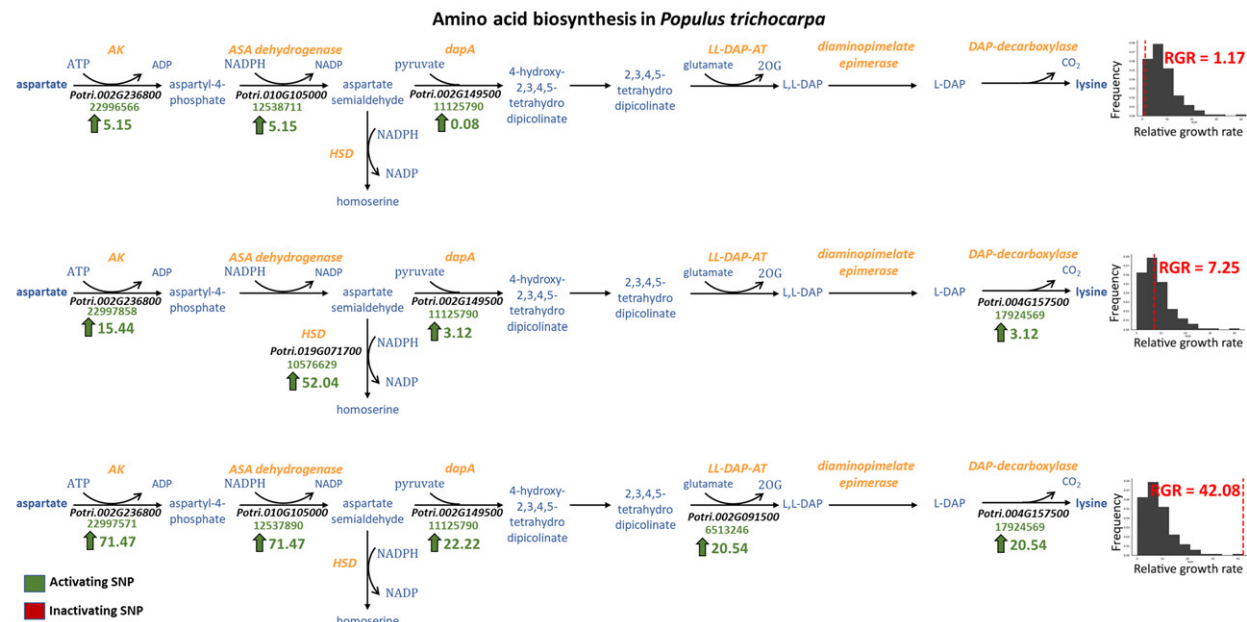 Amino acid biosynthesis in Populus trichocarpa
AK
ASA dehydrogenase
dapA
LL-DAP-AT
diaminopimelate
epimerase
DAP-decarboxylase
ATP
ADP
NADPH
NADP
pyruvate
glutamate
2OG
CO2
aspartate
aspartyl-4-
phosphate
aspartate
semialdehyde
4-hydroxy-
2,3,4,5-
tetrahydro
dipicolinate
2,3,4,5-
tetrahydro
dipicolinate
L,L-DAP
L-DAP
lysine
Potri.002G236800
22996566
5.15
Potri.010G105000
12538711
5.15
Potri.002G149500
11125790
0.08
HSD
NADPH
NADP
homoserine
RGR = 1.17
Frequency
Relative growth rate
AK
ASA dehydrogenase
dapA
LL-DAP-AT
diaminopimelate
epimerase
DAP-decarboxylase
ATP
ADP
NADPH
NADP
pyruvate
glutamate
2OG
CO2
aspartate
aspartyl-4-
phosphate
aspartate
semialdehyde
4-hydroxy-
2,3,4,5-
tetrahydro
dipicolinate
2,3,4,5-
tetrahydro
dipicolinate
L,L-DAP
L-DAP
lysine
Potri.002G236800
22997858
15.44
Potri.002G149500
11125790
3.12
Potri.004G157500
17924569
3.12
HSD
Potri.019G071700
10576629
52.04
NADPH
NADP
homoserine
RGR = 7.25
Frequency
Relative growth rate
AK
ASA dehydrogenase
dapA
LL-DAP-AT
diaminopimelate
epimerase
DAP-decarboxylase
ATP
ADP
NADPH
NADP
pyruvate
glutamate
2OG
CO2
aspartate
aspartyl-4-
phosphate
aspartate
semialdehyde
4-hydroxy-
2,3,4,5-
tetrahydro
dipicolinate
2,3,4,5-
tetrahydro
dipicolinate
L,L-DAP
L-DAP
lysine
Potri.002G236800
22997571
71.47
Potri.010G105000
12537890
71.47
Potri.002G149500
11125790
22.22
Potri.002G091500
6513246
20.54
Potri.004G157500
17924569
20.54
HSD
NADPH
NADP
homoserine
RGR = 42.08
Frequency
Relative growth rate
Activating SNP
Inactivating SNP